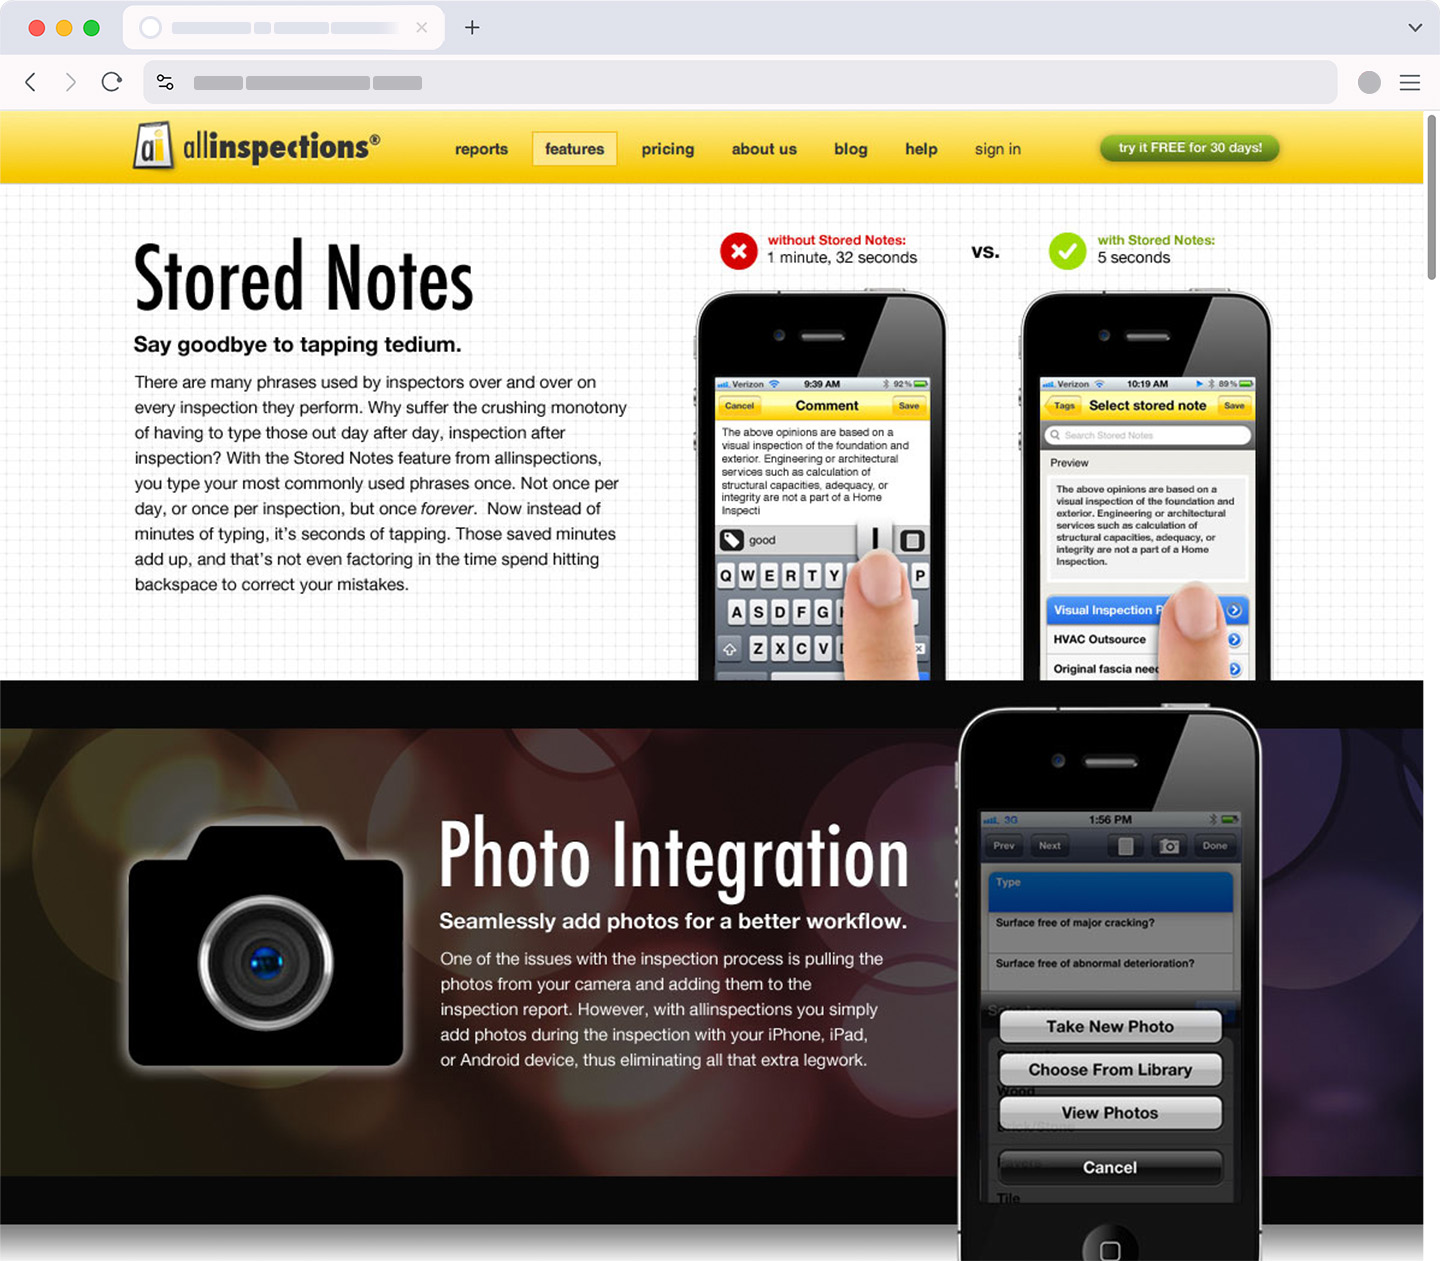 ai allinspections®
reports features pricing about us blog help sign in try it FREE for 30 days!
Stored Notes
Say goodbye to tapping tedium.
There are many phrases used by inspectors over and over on
every inspection they perform. Why suffer the crushing monotony
of having to type those out day after day, inspection after
inspection? With the Stored Notes feature from allinspections,
you type your most commonly used phrases once. Not once per
day, or once per inspection, but once forever. Now instead of
minutes of typing, it's seconds of tapping. Those saved minutes
add up, and that's not even factoring in the time spend hitting
backspace to correct your mistakes.
without Stored Notes:
1 minute, 32 seconds
vs.
with Stored Notes:
5 seconds
Verizon 9:39 AM 92%
Cancel Comment Save
The above opinions are based on a
visual inspection of the foundation and
exterior. Engineering or architectural
services such as calculation of
structural capacities, adequacy, or
integrity are not a part of a Home
Inspecti
good
Q W E R T Y P
A S D F G
Z X C V
Verizon 10:19 AM 89%
Tags Select stored note Save
Search Stored Notes
Preview
The above opinions are based on a
visual inspection of the foundation and
exterior. Engineering or architectural
services such as calculation of
structural capacities, adequacy, or
integrity are not a part of a Home
Inspection.
Visual Inspection
HVAC Outsource
Original fascia
Photo Integration
Seamlessly add photos for a better workflow.
One of the issues with the inspection process is pulling the
photos from your camera and adding them to the
inspection report. However, with allinspections you simply
add photos during the inspection with your iPhone, iPad,
or Android device, thus eliminating all that extra legwork.
3G 1:56 PM
Prev Next Done
Type
Surface free of major cracking?
Surface free of abnormal deterioration?
Take New Photo
Choose From Library
Wood
View Photos
Cancel
Tile